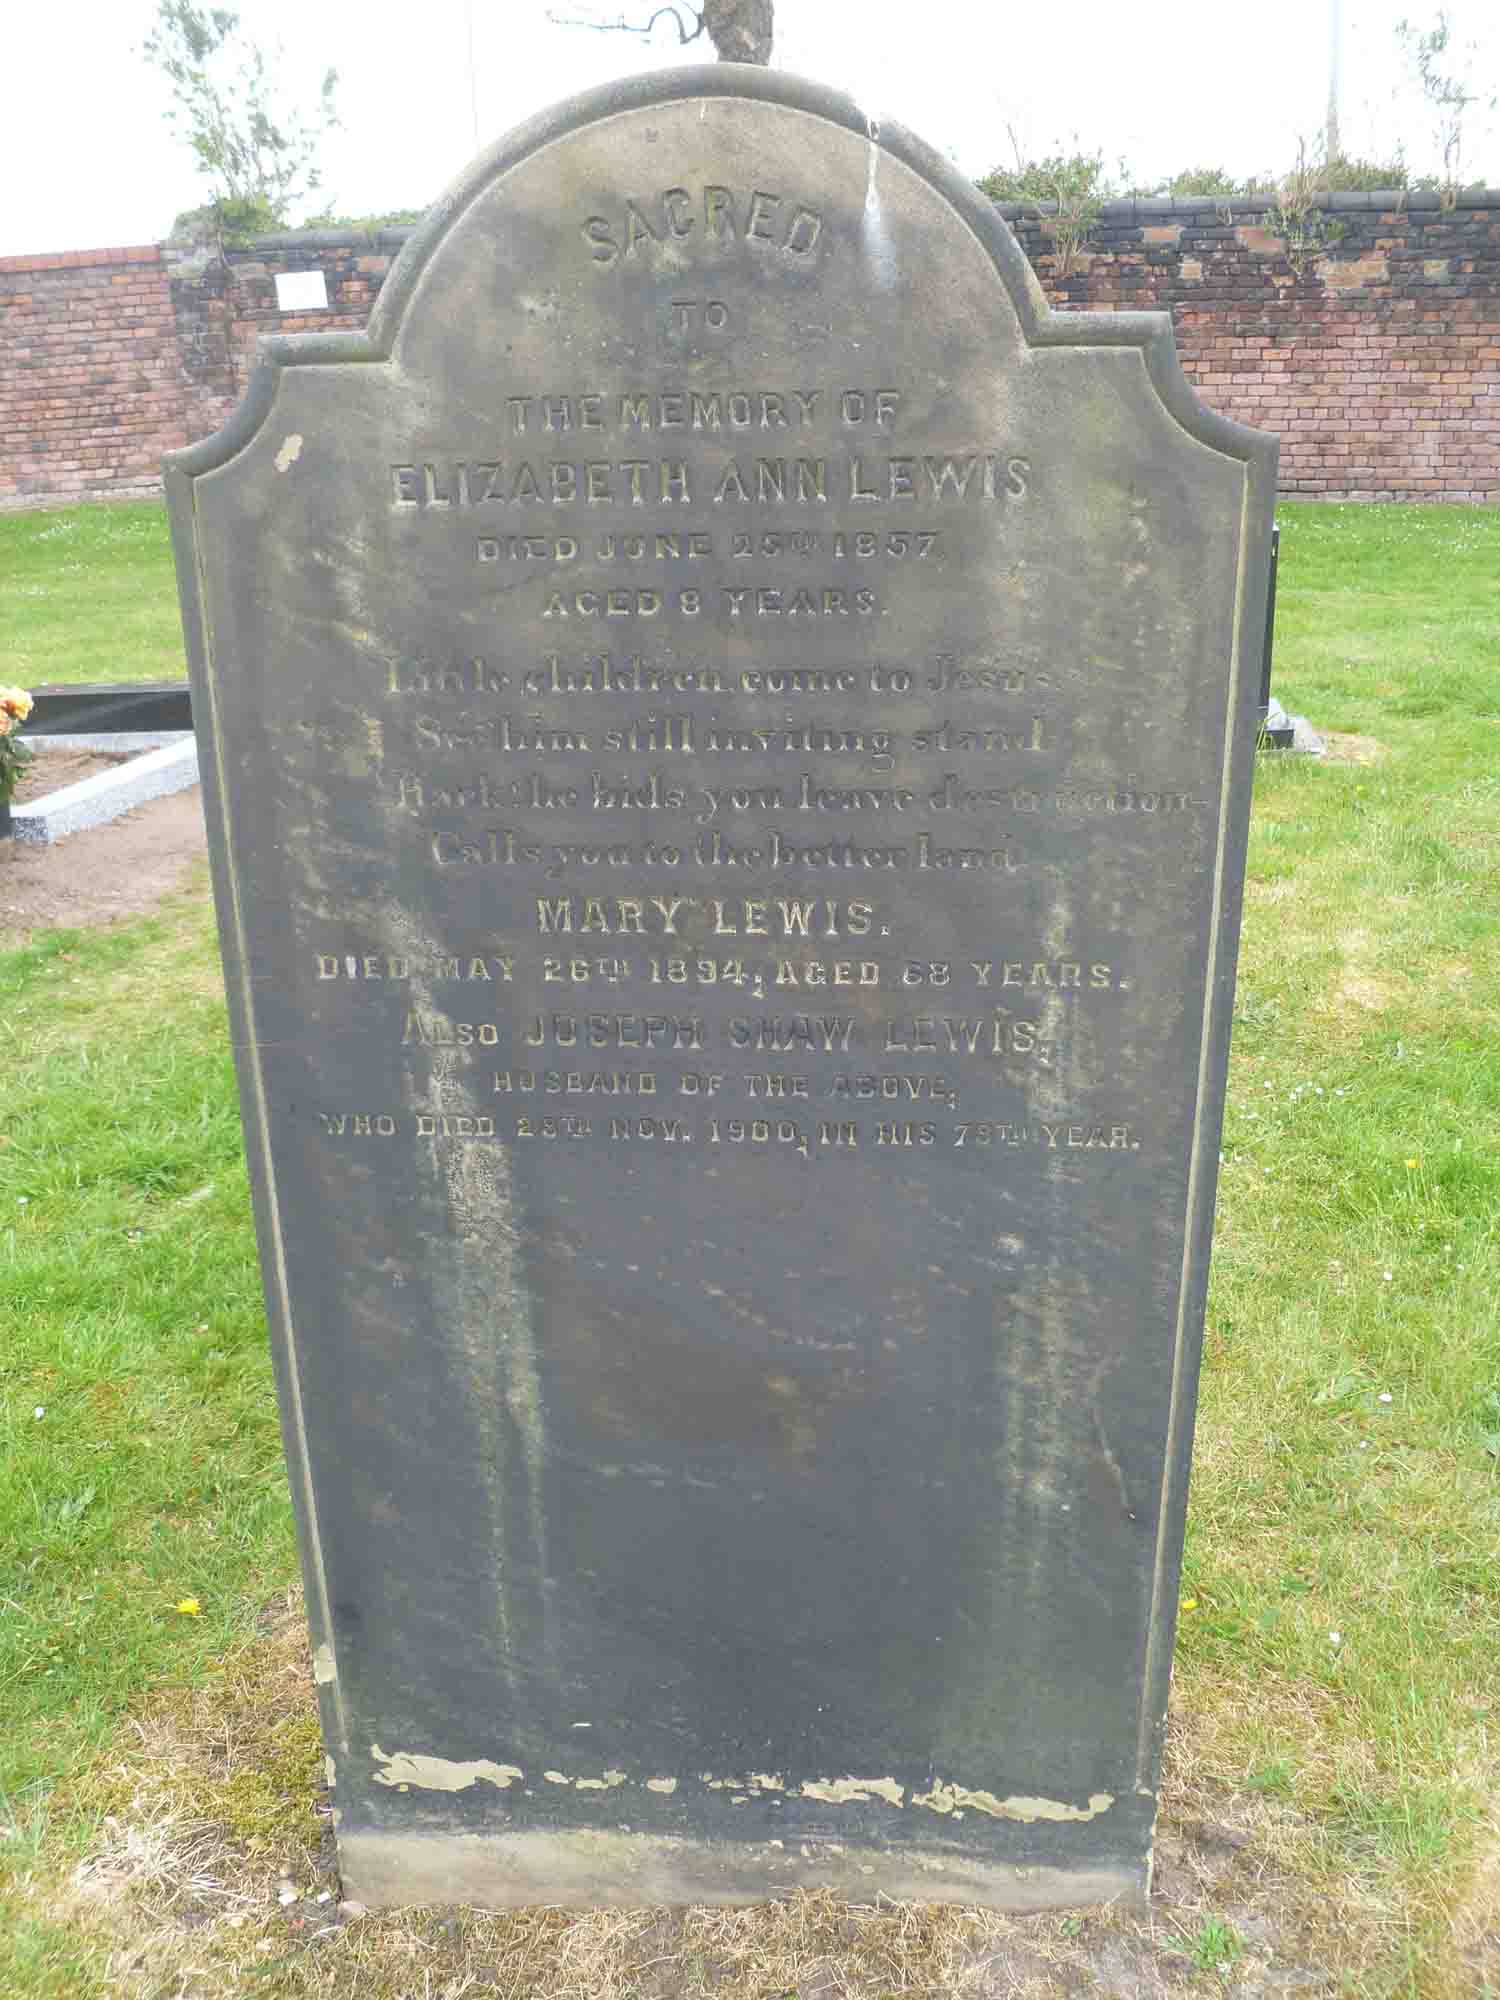 SACRED
TO
THE MEMORY OF
ELIZABETH ANN LEWIS
DIED JUNE 25TH 1857,
AGED 8 YEARS.
Little children, come to Jesus.
See him still inviting stand
Hark the bids you leave destruction
Calls you to the better land
MARY LEWIS.
DIED MAY 26TH 1894, AGED 68 YEARS.
ALSO JOSEPH SHAW LEWIS,
HUSBAND OF THE ABOVE,
WHO DIED 28TH NOV. 1900, IN HIS YEAR.